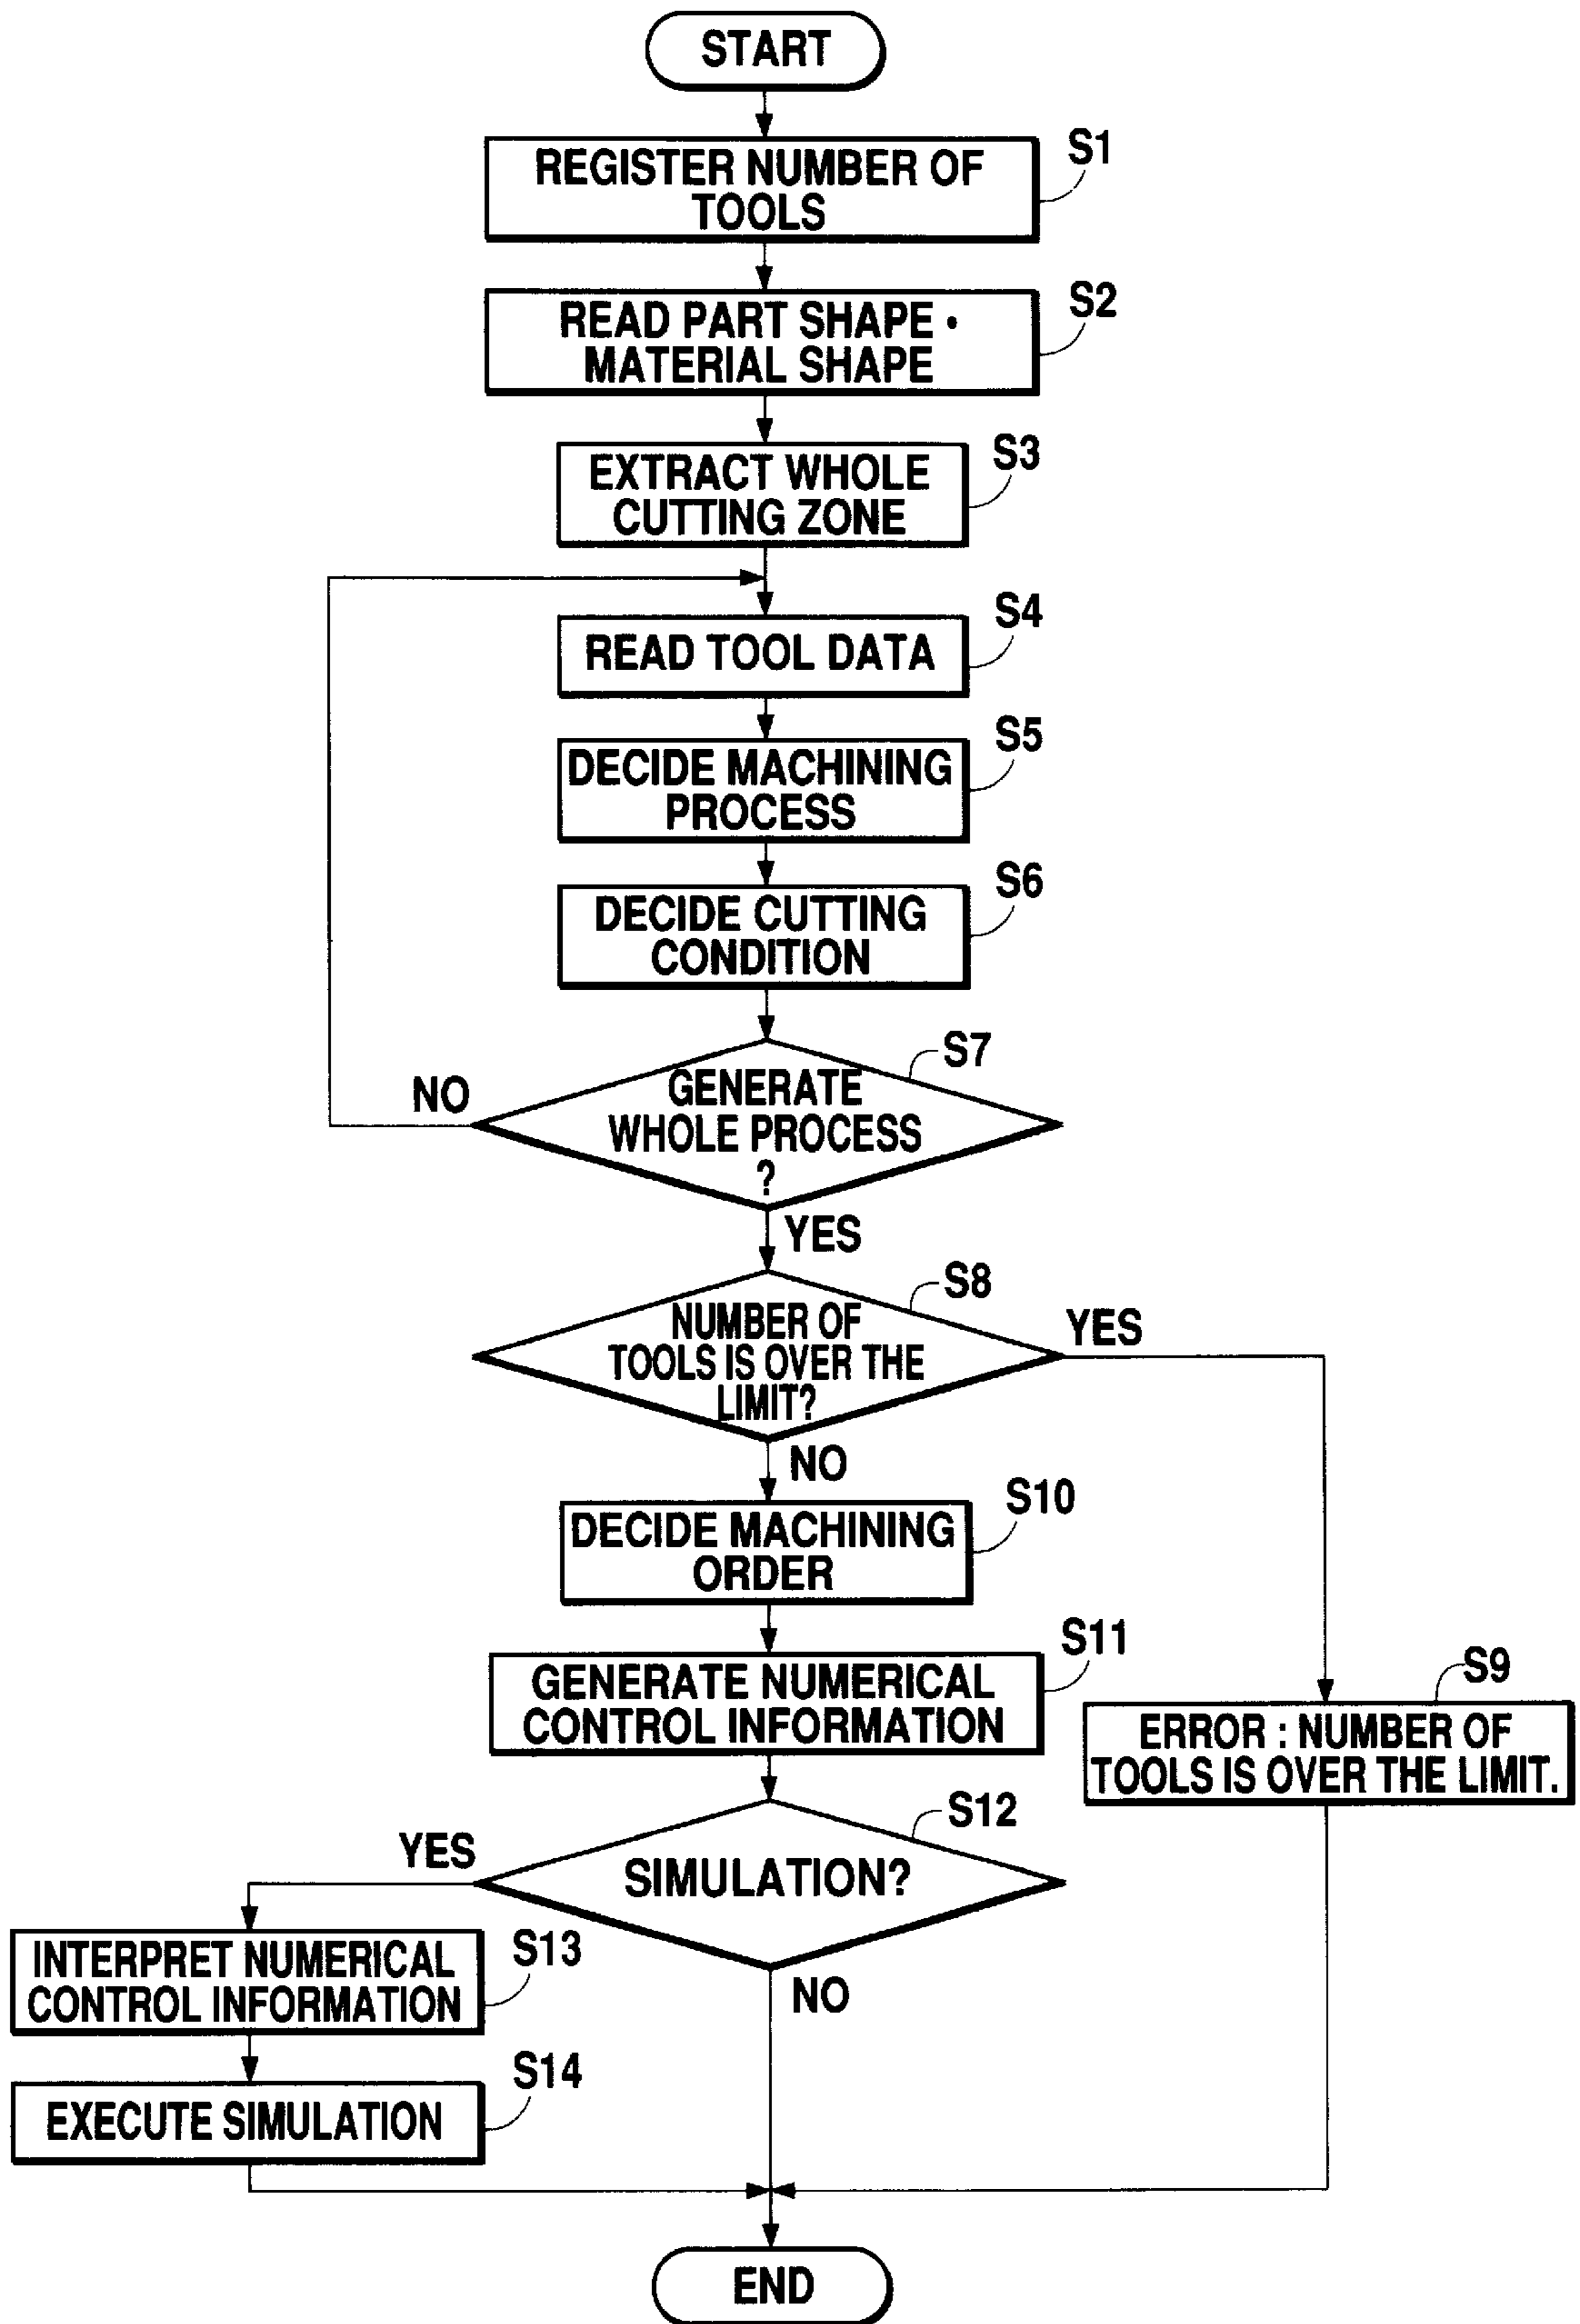 START
S1
REGISTER NUMBER OF
TOOLS
S2
READ PART SHAPE •
MATERIAL SHAPE
S3
EXTRACT WHOLE
CUTTING ZONE
S4
READ TOOL DATA
S5
DECIDE MACHINING
PROCESS
S6
DECIDE CUTTING
CONDITION
S7
NO
GENERATE
WHOLE PROCESS
?
YES
S8
NUMBER OF
TOOLS IS OVER THE
LIMIT?
YES
NO
S10
DECIDE MACHINING
ORDER
S11
GENERATE NUMERICAL
CONTROL INFORMATION
S9
ERROR : NUMBER OF
TOOLS IS OVER THE LIMIT.
S12
YES
SIMULATION?
NO
S13
INTERPRET NUMERICAL
CONTROL INFORMATION
S14
EXECUTE SIMULATION
END